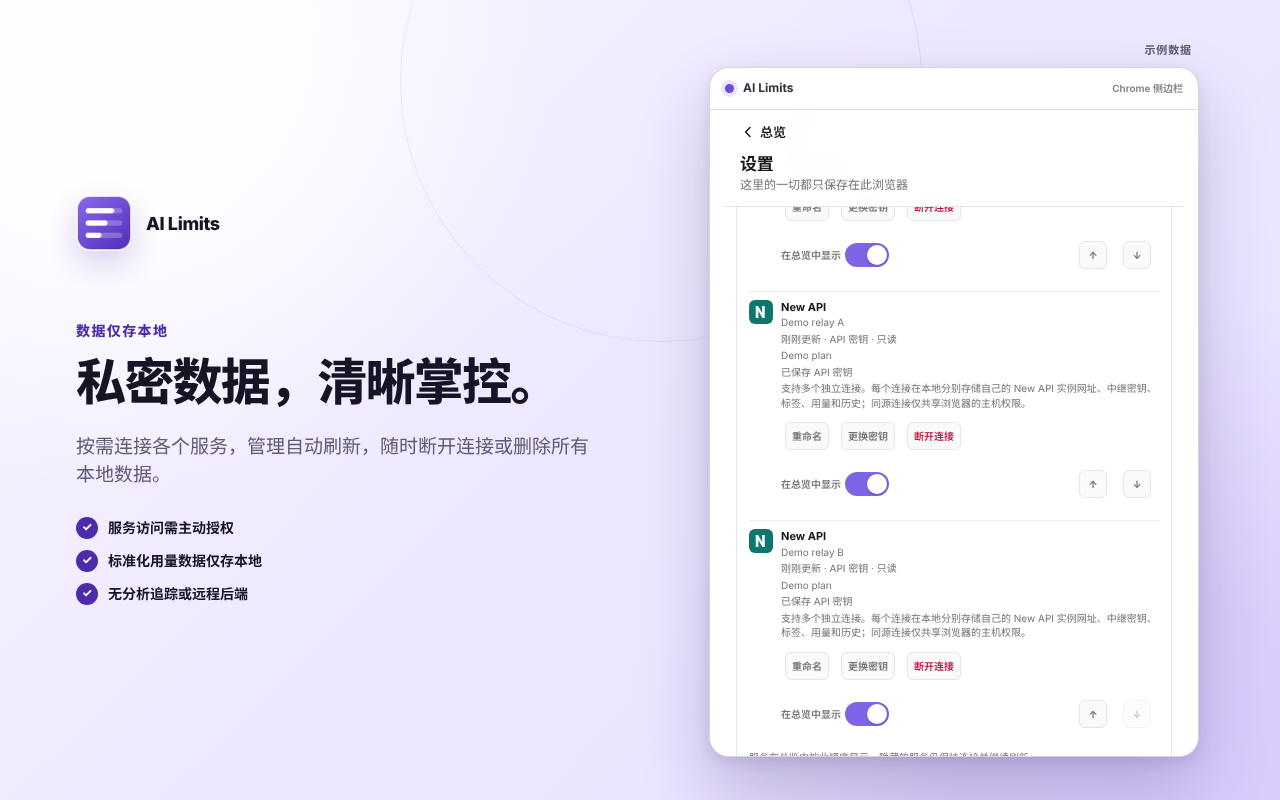 AI Limits
数据仅存本地
私密数据，清晰掌控。
按需连接各个服务，管理自动刷新，随时断开连接或删除所有
本地数据。
服务访问需主动授权
标准化用量数据仅存本地
无分析追踪或远程后端
示例数据
AI Limits
Chrome 侧边栏
总览
设置
这里的一切都只保存在此浏览器
重命名 更换密钥 断开连接
在总览中显示
N New API
Demo relay A
刚刚更新 · API 密钥 · 只读
Demo plan
已保存 API 密钥
支持多个独立连接。每个连接在本地分别存储自己的 New API 实例网址、中继密钥、
标签、用量和历史；同源连接仅共享浏览器的主机权限。
重命名 更换密钥 断开连接
在总览中显示
N New API
Demo relay B
刚刚更新 · API 密钥 · 只读
Demo plan
已保存 API 密钥
支持多个独立连接。每个连接在本地分别存储自己的 New API 实例网址、中继密钥、
标签、用量和历史；同源连接仅共享浏览器的主机权限。
重命名 更换密钥 断开连接
在总览中显示